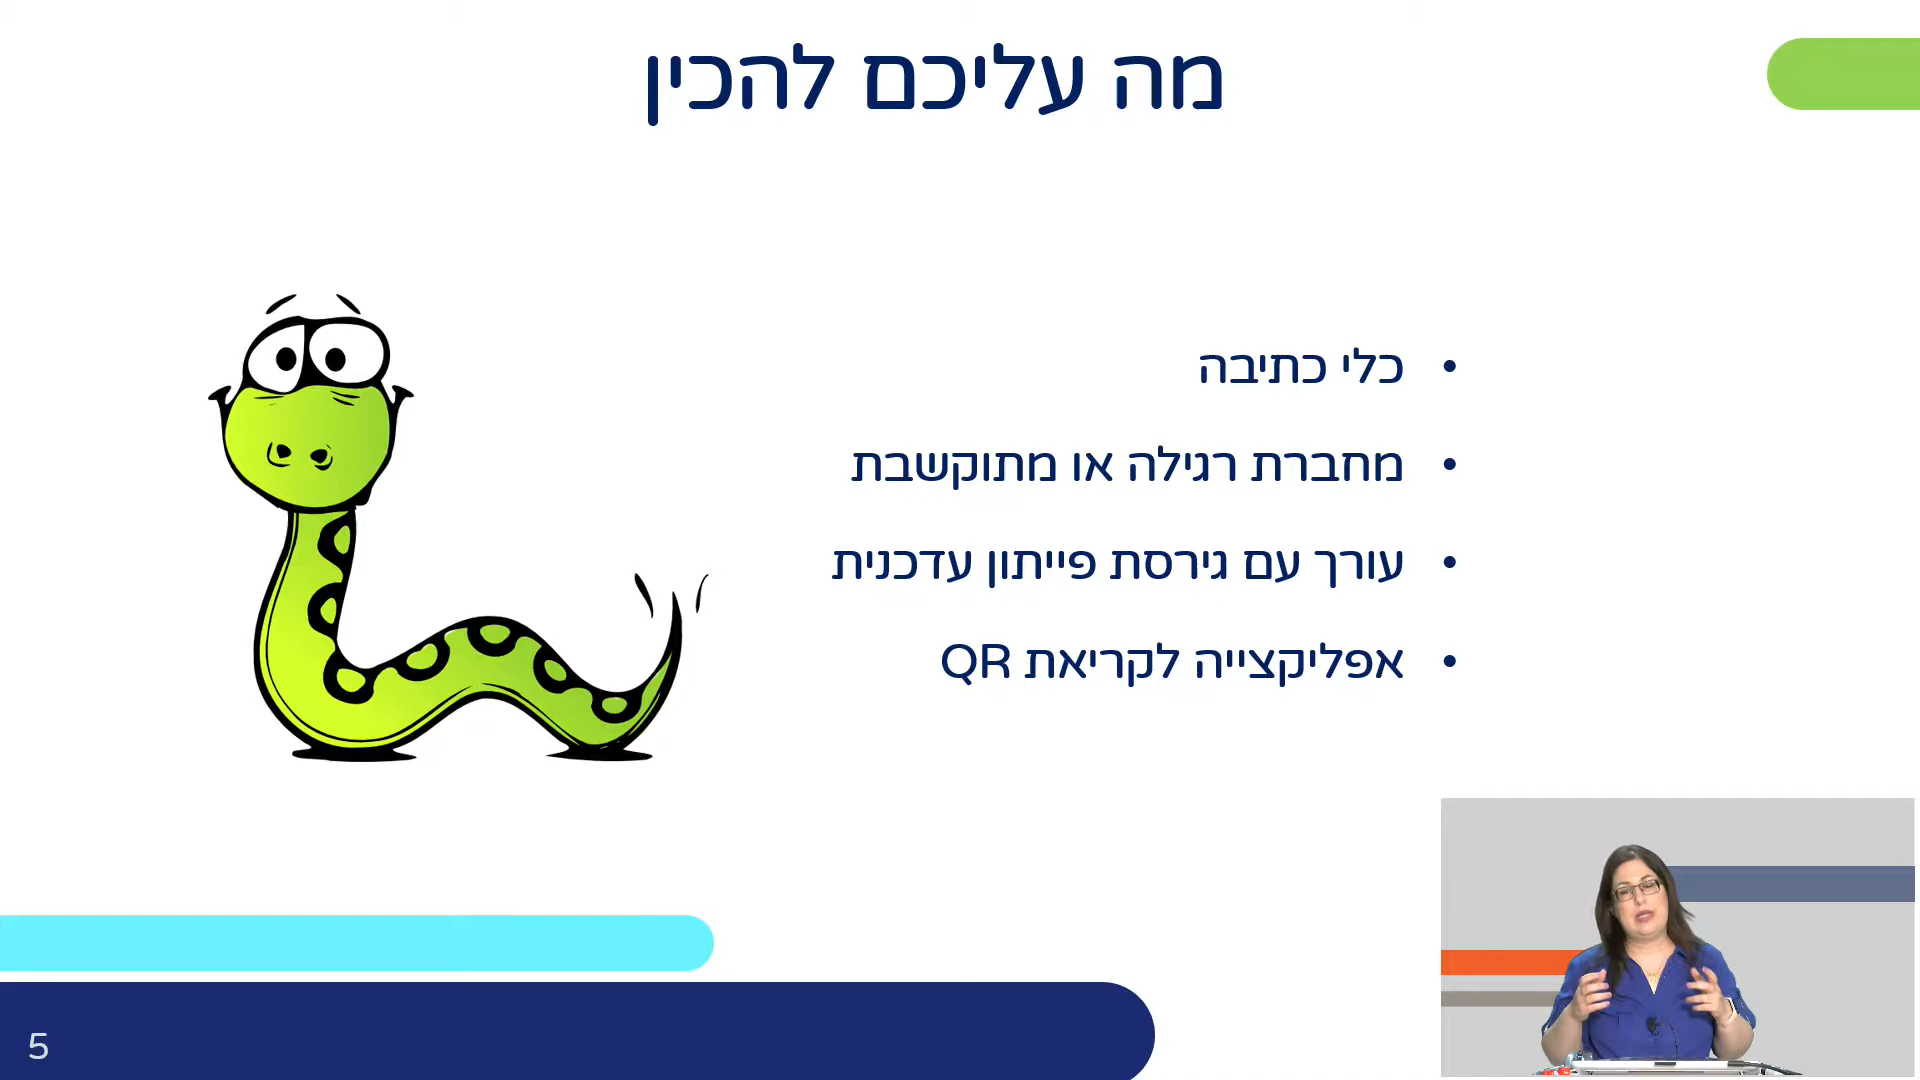 מה עליכם להכין
• כלי כתיבה
• מחברת רגילה או מתוקשבת
• עורך עם גירסת פייתון עדכנית
• אפליקצייה לקריאת QR
5